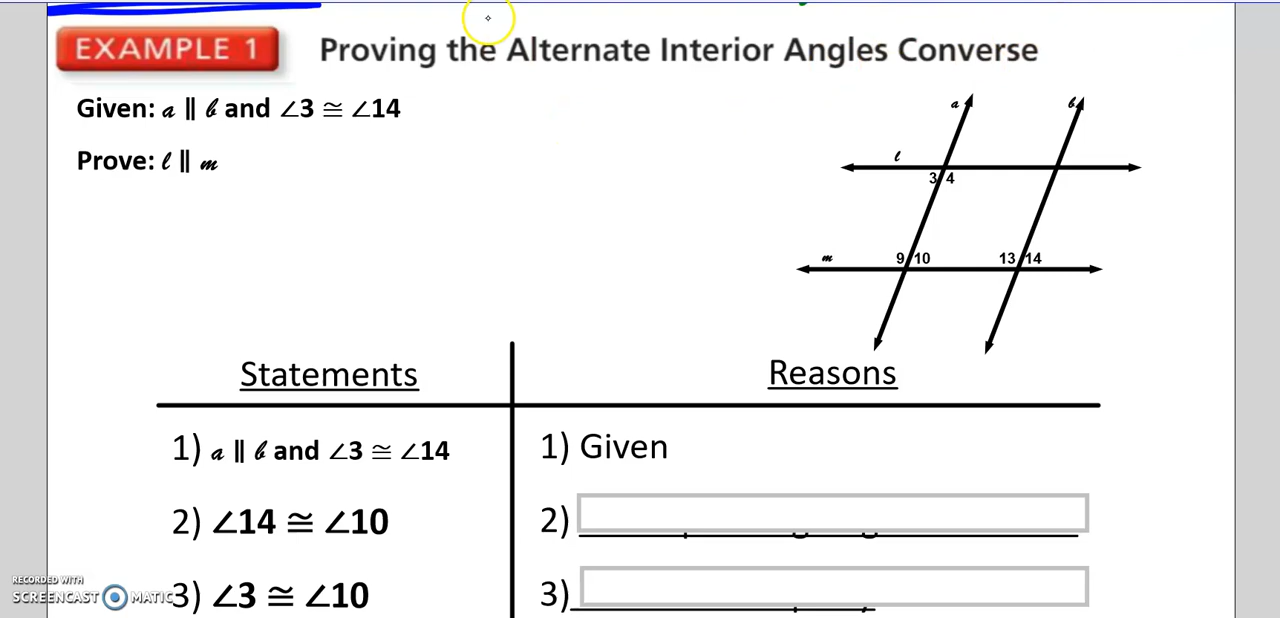 EXAMPLE 1 Proving the Alternate Interior Angles Converse
Given: a ∥ b and ∠3 ≅ ∠14
Prove: l ∥ m
a b
l
3 4
m 9 10 13 14
Statements Reasons
1) a ∥ b and ∠3 ≅ ∠14 1) Given
2) ∠14 ≅ ∠10 2)
3) ∠3 ≅ ∠10 3)
RECORDED WITH
SCREENCAST MATIC